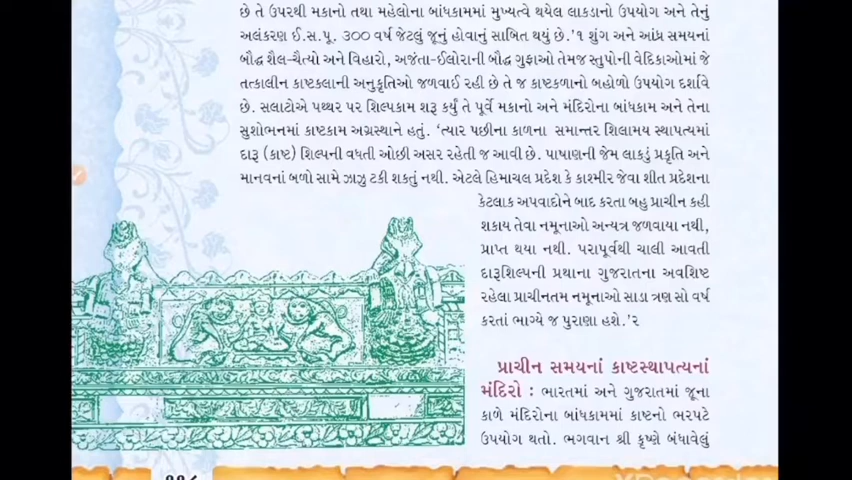 છે તે ઉપરથી મકાનો તથા મહેલોના બાંધકામમાં મુખ્યત્વે થયેલ લાકડાનો ઉપયોગ અને તેનું
અલંકરણ ઈ.સ.પૂ. ૩૦૦ વર્ષ જેટલું જૂનું હોવાનું સાબિત થયું છે.'૧ શુંગ અને આંધ્ર સમયનાં
બૌદ્ધ શૈલ-ચૈત્યો અને વિહારો, અજંતા-ઈલોરાની બૌદ્ધ ગુફાઓ તેમજ સ્તુપોની વેદિકાઓમાં જે
તત્કાલીન કાષ્ટકલાની અનુકૃતિઓ જળવાઈ રહી છે તે જ કાષ્ટકળાનો બહોળો ઉપયોગ દર્શાવે
છે. સલાટોએ પથ્થર પર શિલ્પકામ શરૂ કર્યું તે પૂર્વે મકાનો અને મંદિરોના બાંધકામ અને તેના
સુશોભનમાં કાષ્ટકામ અગ્રસ્થાને હતું. 'ત્યાર પછીના કાળના સમાન્તર શિલામય સ્થાપત્યમાં
દારૂ (કાષ્ટ) શિલ્પની વધતી ઓછી અસર રહેતી જ આવી છે. પાષાણની જેમ લાકડું પ્રકૃતિ અને
માનવનાં બળો સામે ઝાઝુ ટકી શકતું નથી. એટલે હિમાચલ પ્રદેશ કે કાશ્મીર જેવા શીત પ્રદેશના
કેટલાક અપવાદોને બાદ કરતા બહુ પ્રાચીન કહી
શકાય તેવા નમૂનાઓ અન્યત્ર જળવાયા નથી,
પ્રાપ્ત થયા નથી. પરાપૂર્વથી ચાલી આવતી
દારૂશિલ્પની પ્રથાના ગુજરાતના અવશિષ્ટ
રહેલા પ્રાચીનતમ નમૂનાઓ સાડા ત્રણ સો વર્ષ
કરતાં ભાગ્યે જ પુરાણા હશે.'૨
પ્રાચીન સમયનાં કાષ્ટસ્થાપત્યનાં
મંદિરો : ભારતમાં અને ગુજરાતમાં જૂના
કાળે મંદિરોના બાંધકામમાં કાષ્ટનો ભરપટે
ઉપયોગ થતો. ભગવાન શ્રી કૃષ્ણે બંધાવેલું